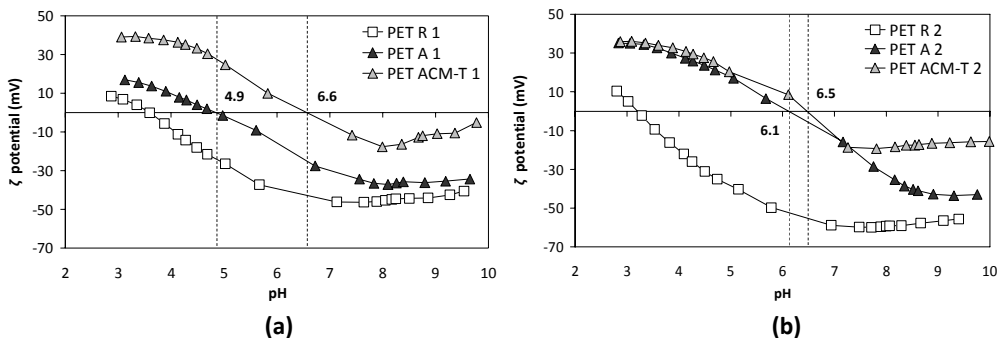 50
30
10
-10
-30
-50
-70
ζ potential (mV)
PET R 1
PET A 1
PET ACM-T 1
4.9
6.6
2 3 4 5 6 7 8 9 10
pH
(a)
50
30
10
-10
-30
-50
-70
ζ potential (mV)
PET R 2
PET A 2
PET ACM-T 2
6.5
6.1
2 3 4 5 6 7 8 9 10
pH
(b)